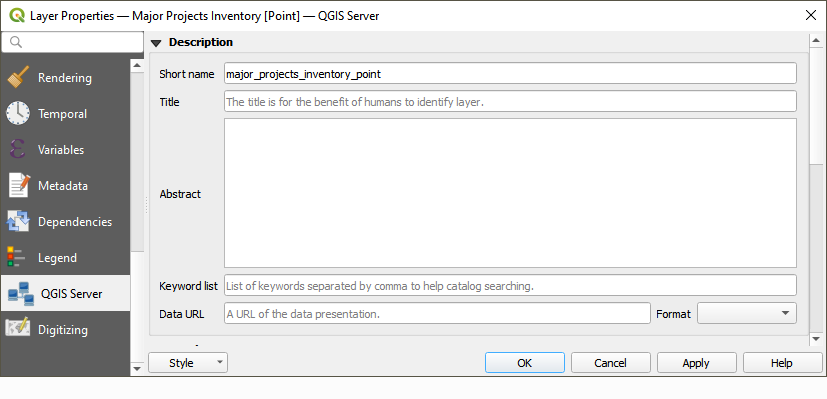 Layer Properties — Major Projects Inventory [Point] — QGIS Server
Rendering
Temporal
Variables
Metadata
Dependencies
Legend
QGIS Server
Digitizing
Description
Short name major_projects_inventory_point
Title The title is for the benefit of humans to identify layer.
Abstract
Keyword list List of keywords separated by comma to help catalog searching.
Data URL A URL of the data presentation. Format
Style OK Cancel Apply Help